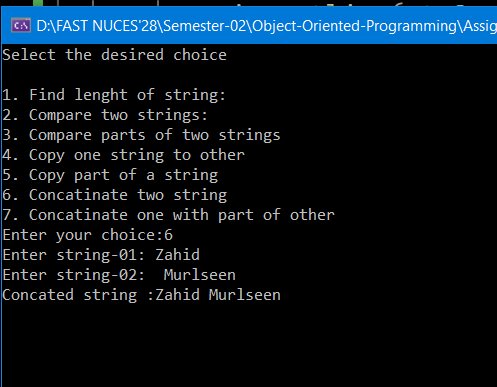 D:\FAST NUCES'28\Semester-02\Object-Oriented-Programming\Assig
Select the desired choice
1. Find lenght of string:
2. Compare two strings:
3. Compare parts of two strings
4. Copy one string to other
5. Copy part of a string
6. Concatinate two string
7. Concatinate one with part of other
Enter your choice:6
Enter string-01: Zahid
Enter string-02:  Murlseen
Concated string :Zahid Murlseen